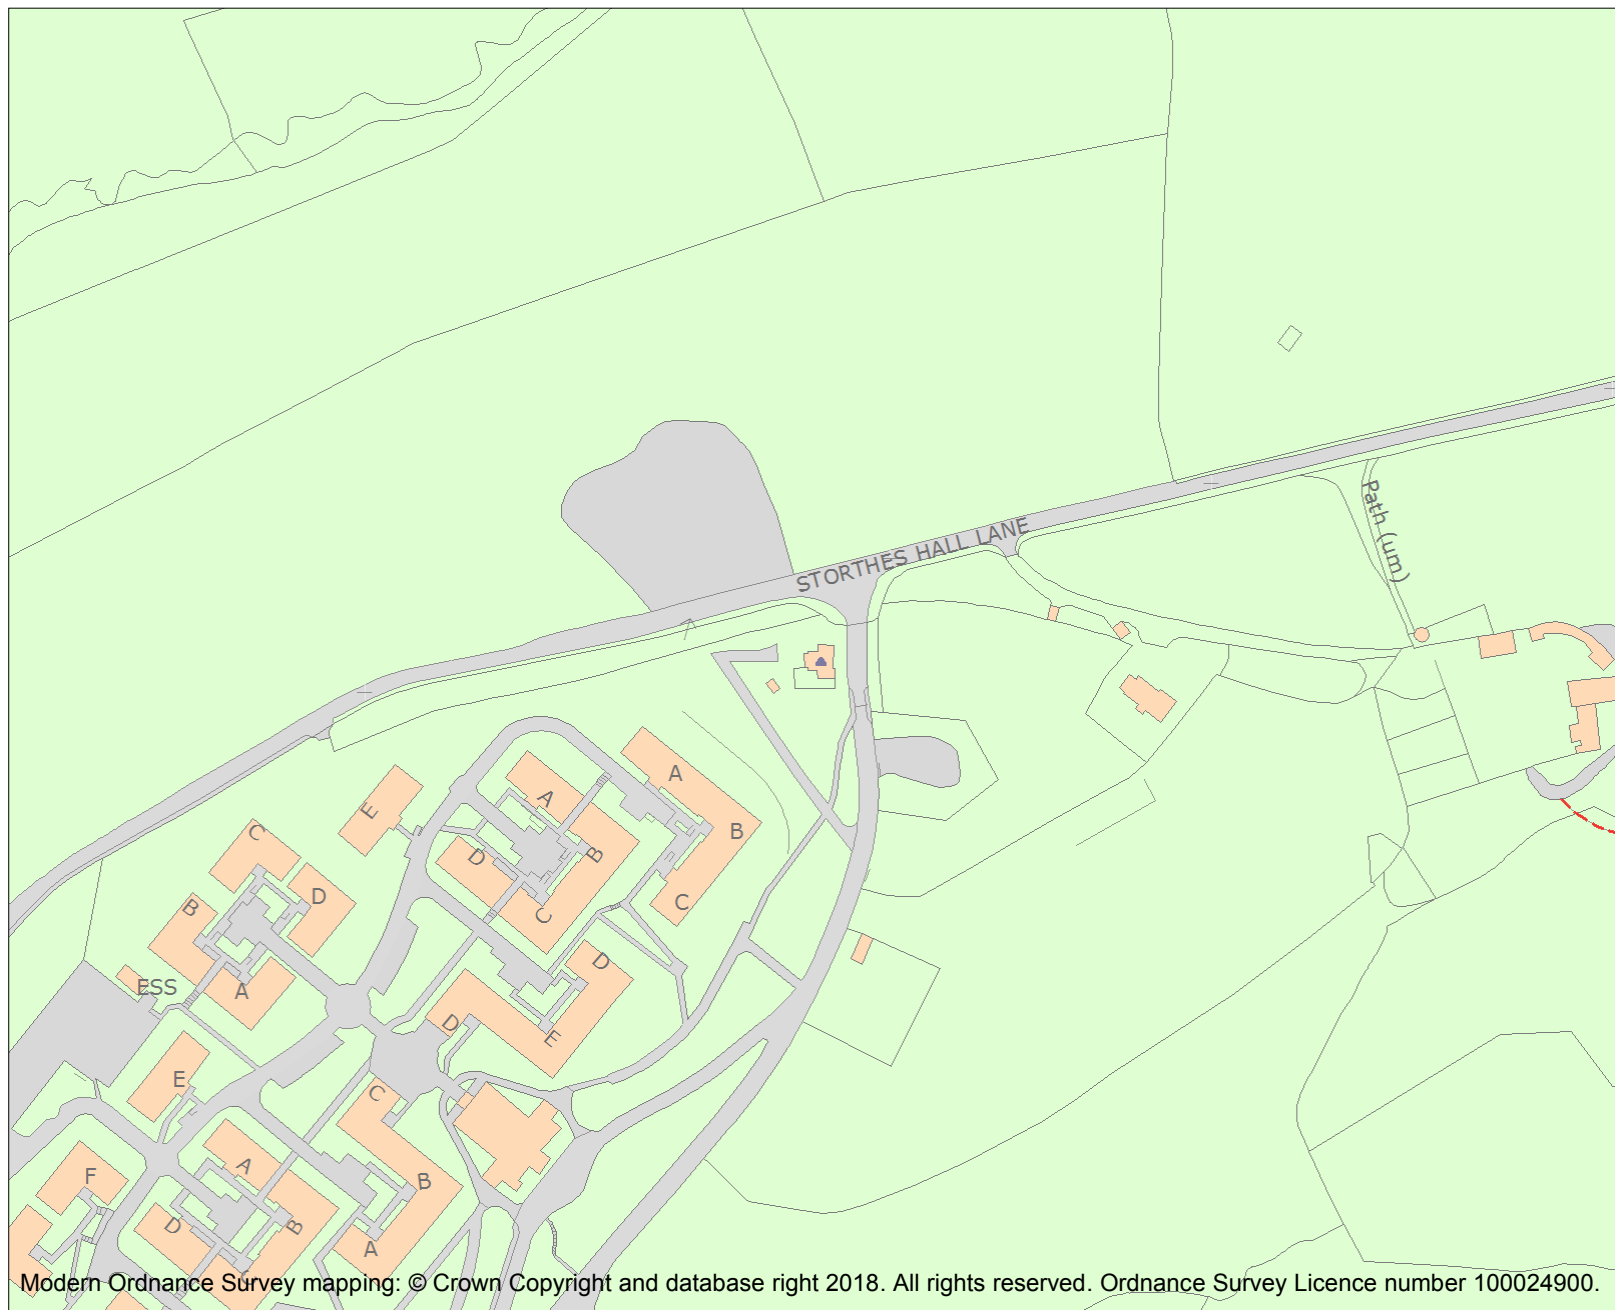 STORTHES HALL LANE
Path (um)
A
A
E
B
C
B
D
D
C
B
C
D
ESS
A
D
E
E
C
A
F
B
D
B
A
C
Modern Ordnance Survey mapping: © Crown Copyright and database right 2018. All rights reserved. Ordnance Survey Licence number 100024900.